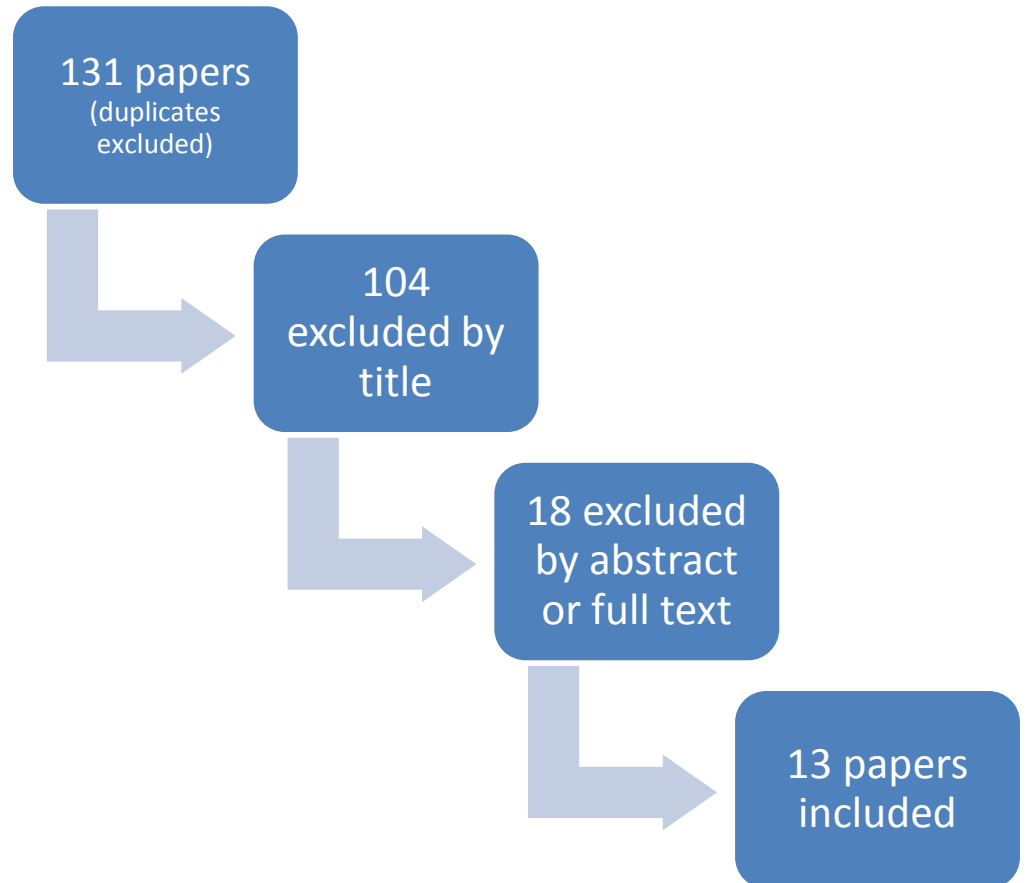 131 papers
(duplicates
excluded)
104
excluded by
title
18 excluded
by abstract
or full text
13 papers
included